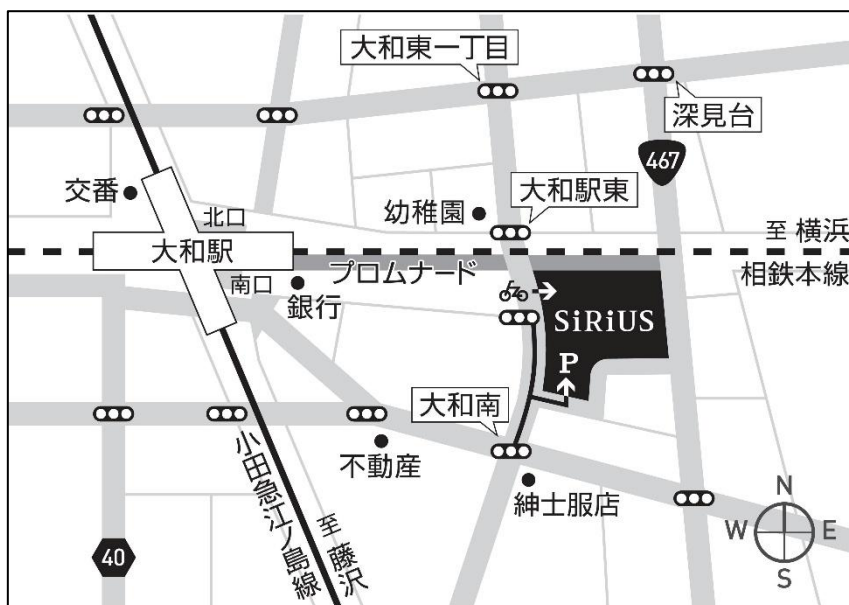 大和東一丁目
深見台
467
交番
北口
幼稚園
大和駅東
至 横浜
大和駅
プロムナード
相鉄本線
南口
銀行
SiRiUS
P
大和南
不動産
紳士服店
小田急江ノ島線
至 藤沢
40
N
W E
S